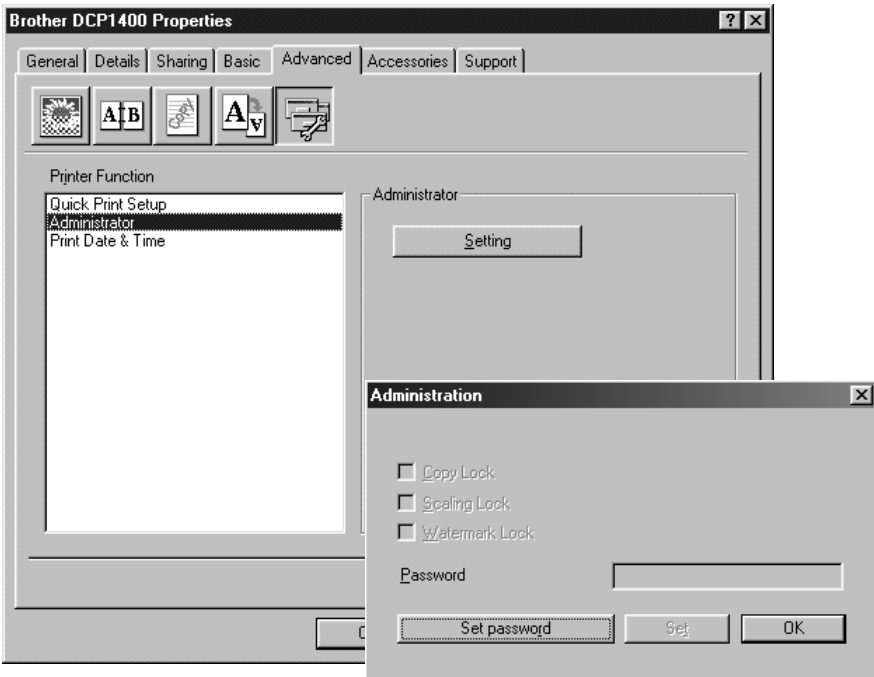 Brother DCP1400 Properties
General Details Sharing Basic Advanced Accessories Support
A B
COPY
A A
Printer Function
Quick Print Setup
Administrator
Print Date & Time
Administrator
Setting
Administration
Copy Lock
Scaling Lock
Watermark Lock
Password
Set password Set OK